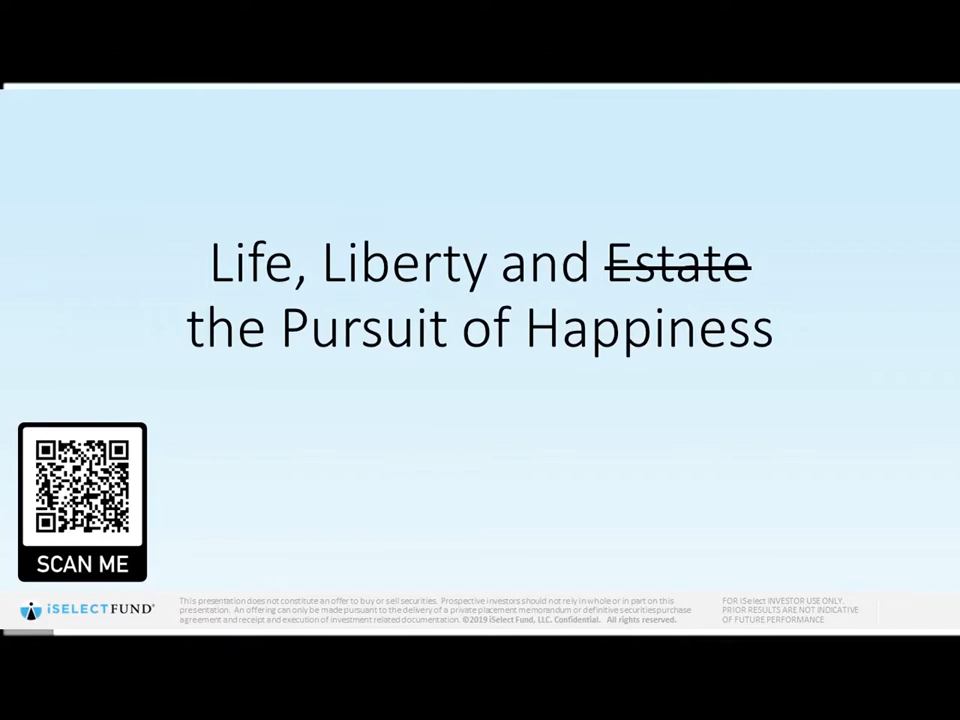 Life, Liberty and Estate
the Pursuit of Happiness
SCAN ME
iSELECTFUND®
This presentation does not constitute an offer to buy or sell securities. Prospective investors should not rely in whole or in part on this
presentation. An offering can only be made pursuant to the delivery of a private placement memorandum or definitive securities purchase
agreement and receipt and execution of investment related documentation. ©2019 iSelect Fund, LLC. Confidential. All rights reserved.
FOR iSelect INVESTOR USE ONLY.
PRIOR RESULTS ARE NOT INDICATIVE
OF FUTURE PERFORMANCE